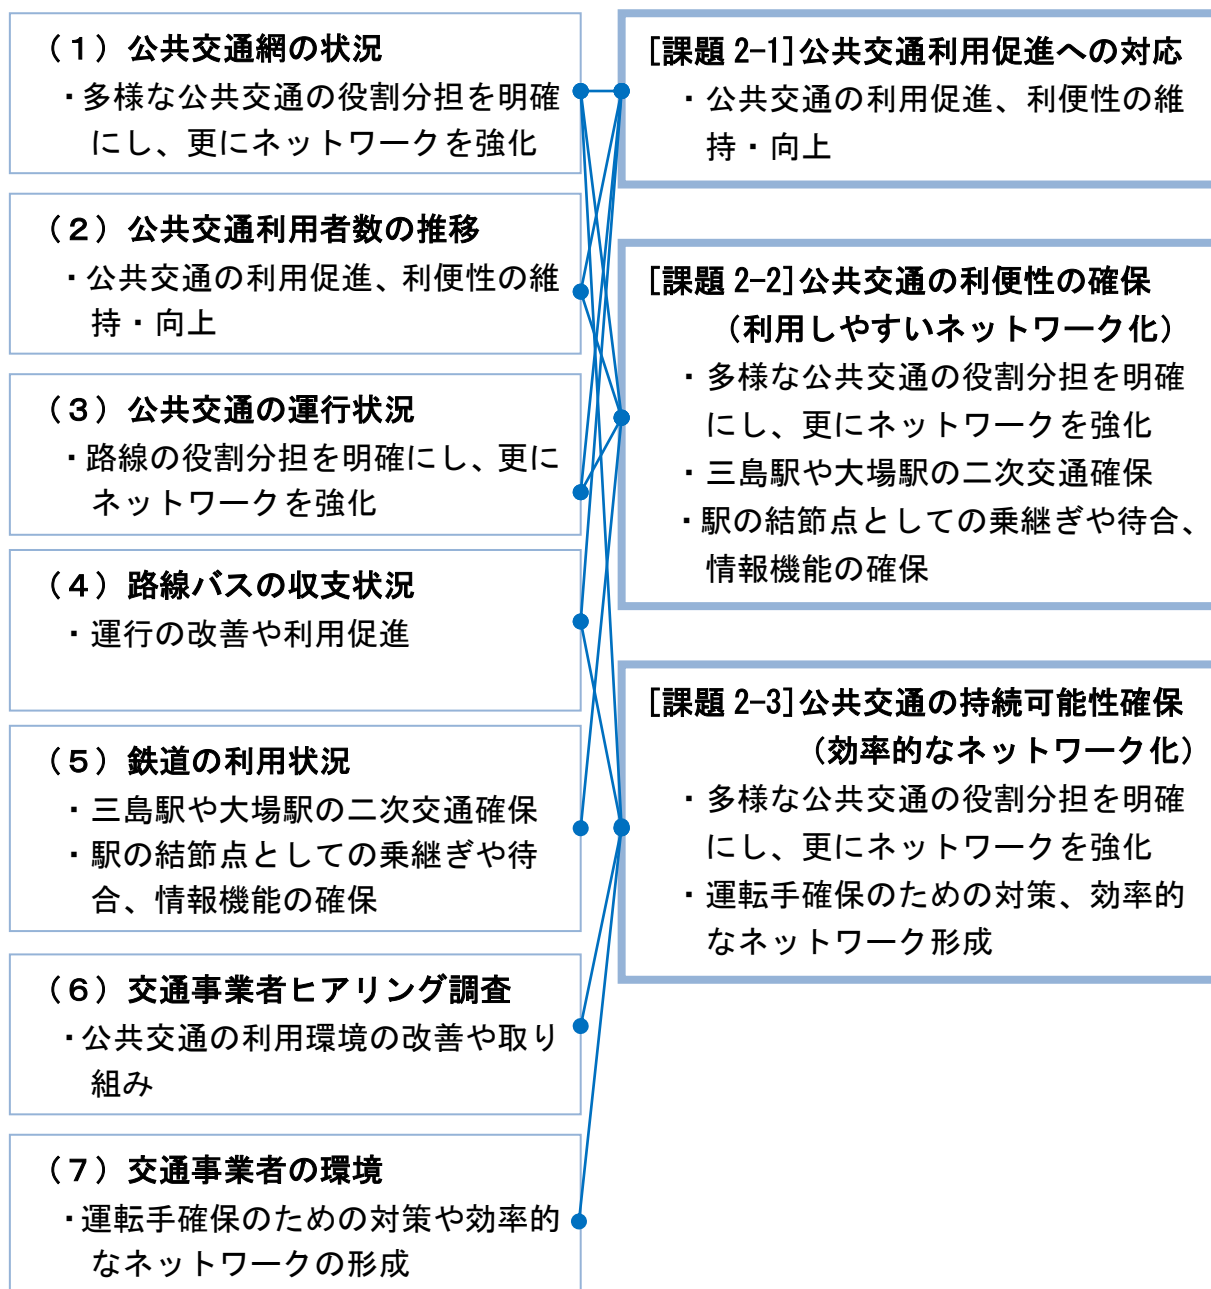 （１）公共交通網の状況
・多様な公共交通の役割分担を明確
にし、更にネットワークを強化
（２）公共交通利用者数の推移
・公共交通の利用促進、利便性の維
持・向上
（３）公共交通の運行状況
・路線の役割分担を明確にし、更に
ネットワークを強化
（４）路線バスの収支状況
・運行の改善や利用促進
（５）鉄道の利用状況
・三島駅や大場駅の二次交通確保
・駅の結節点としての乗継ぎや待
合、情報機能の確保
（６）交通事業者ヒアリング調査
・公共交通の利用環境の改善や取り
組み
（７）交通事業者の環境
・運転手確保のための対策や効率的
なネットワークの形成
[課題 2-1]公共交通利用促進への対応
・公共交通の利用促進、利便性の維
持・向上
[課題 2-2]公共交通の利便性の確保
（利用しやすいネットワーク化）
・多様な公共交通の役割分担を明確
にし、更にネットワークを強化
・三島駅や大場駅の二次交通確保
・駅の結節点としての乗継ぎや待合、
情報機能の確保
[課題 2-3]公共交通の持続可能性確保
（効率的なネットワーク化）
・多様な公共交通の役割分担を明確
にし、更にネットワークを強化
・運転手確保のための対策、効率的
なネットワーク形成